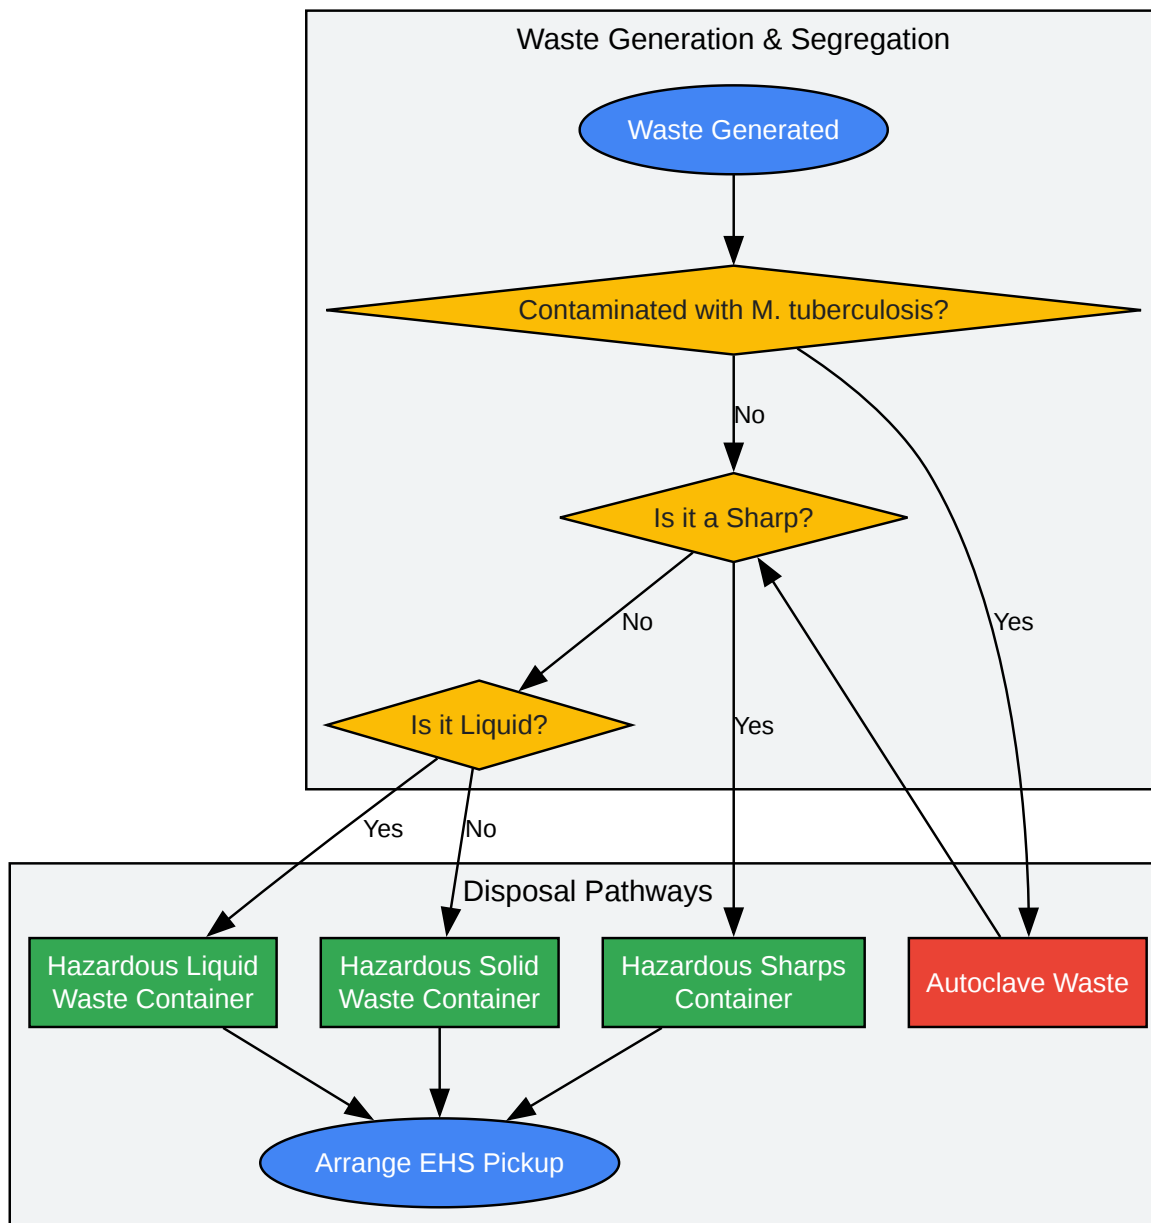 Waste Generation & Segregation
Waste Generated
Contaminated with M. tuberculosis?
No
Is it a Sharp?
No
Yes
Is it Liquid?
Yes
Yes
No
Disposal Pathways
Hazardous Liquid
Waste Container
Hazardous Solid
Waste Container
Hazardous Sharps
Container
Autoclave Waste
Arrange EHS Pickup